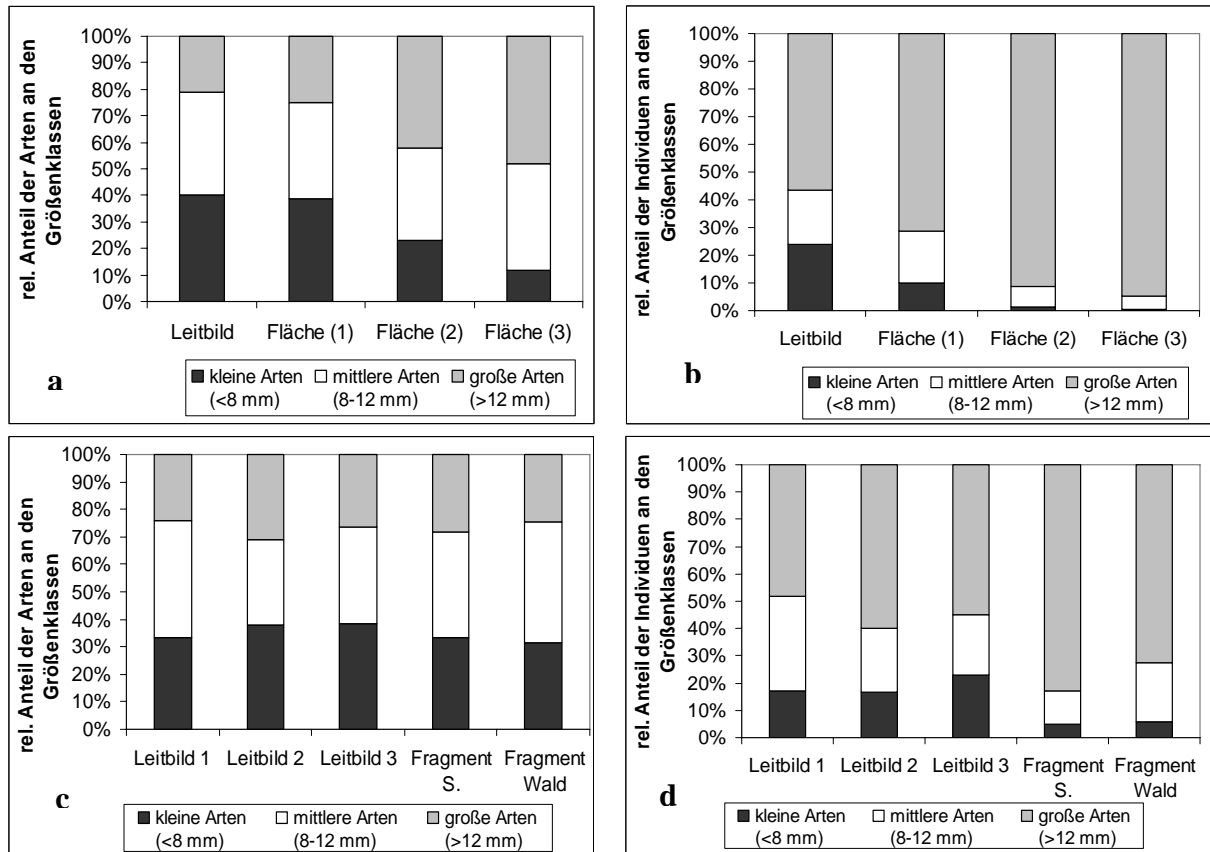 rel. Anteil der Arten an den
Größenklassen
100%
90%
80%
70%
60%
50%
40%
30%
20%
10%
0%
Leitbild Fläche (1) Fläche (2) Fläche (3)
a
kleine Arten mittlere Arten große Arten
(<8 mm) (8-12 mm) (>12 mm)
rel. Anteil der Individuen an den
Größenklassen
100%
90%
80%
70%
60%
50%
40%
30%
20%
10%
0%
Leitbild Fläche (1) Fläche (2) Fläche (3)
b
kleine Arten mittlere Arten große Arten
(<8 mm) (8-12 mm) (>12 mm)
rel. Anteil der Arten an den
Größenklassen
100%
90%
80%
70%
60%
50%
40%
30%
20%
10%
0%
Leitbild 1 Leitbild 2 Leitbild 3 Fragment Fragment
S. Wald
c
kleine Arten mittlere Arten große Arten
(<8 mm) (8-12 mm) (>12 mm)
rel. Anteil der Individuen an den
Größenklassen
100%
90%
80%
70%
60%
50%
40%
30%
20%
10%
0%
Leitbild 1 Leitbild 2 Leitbild 3 Fragment Fragment
S. Wald
d
kleine Arten mittlere Arten große Arten
(<8 mm) (8-12 mm) (>12 mm)